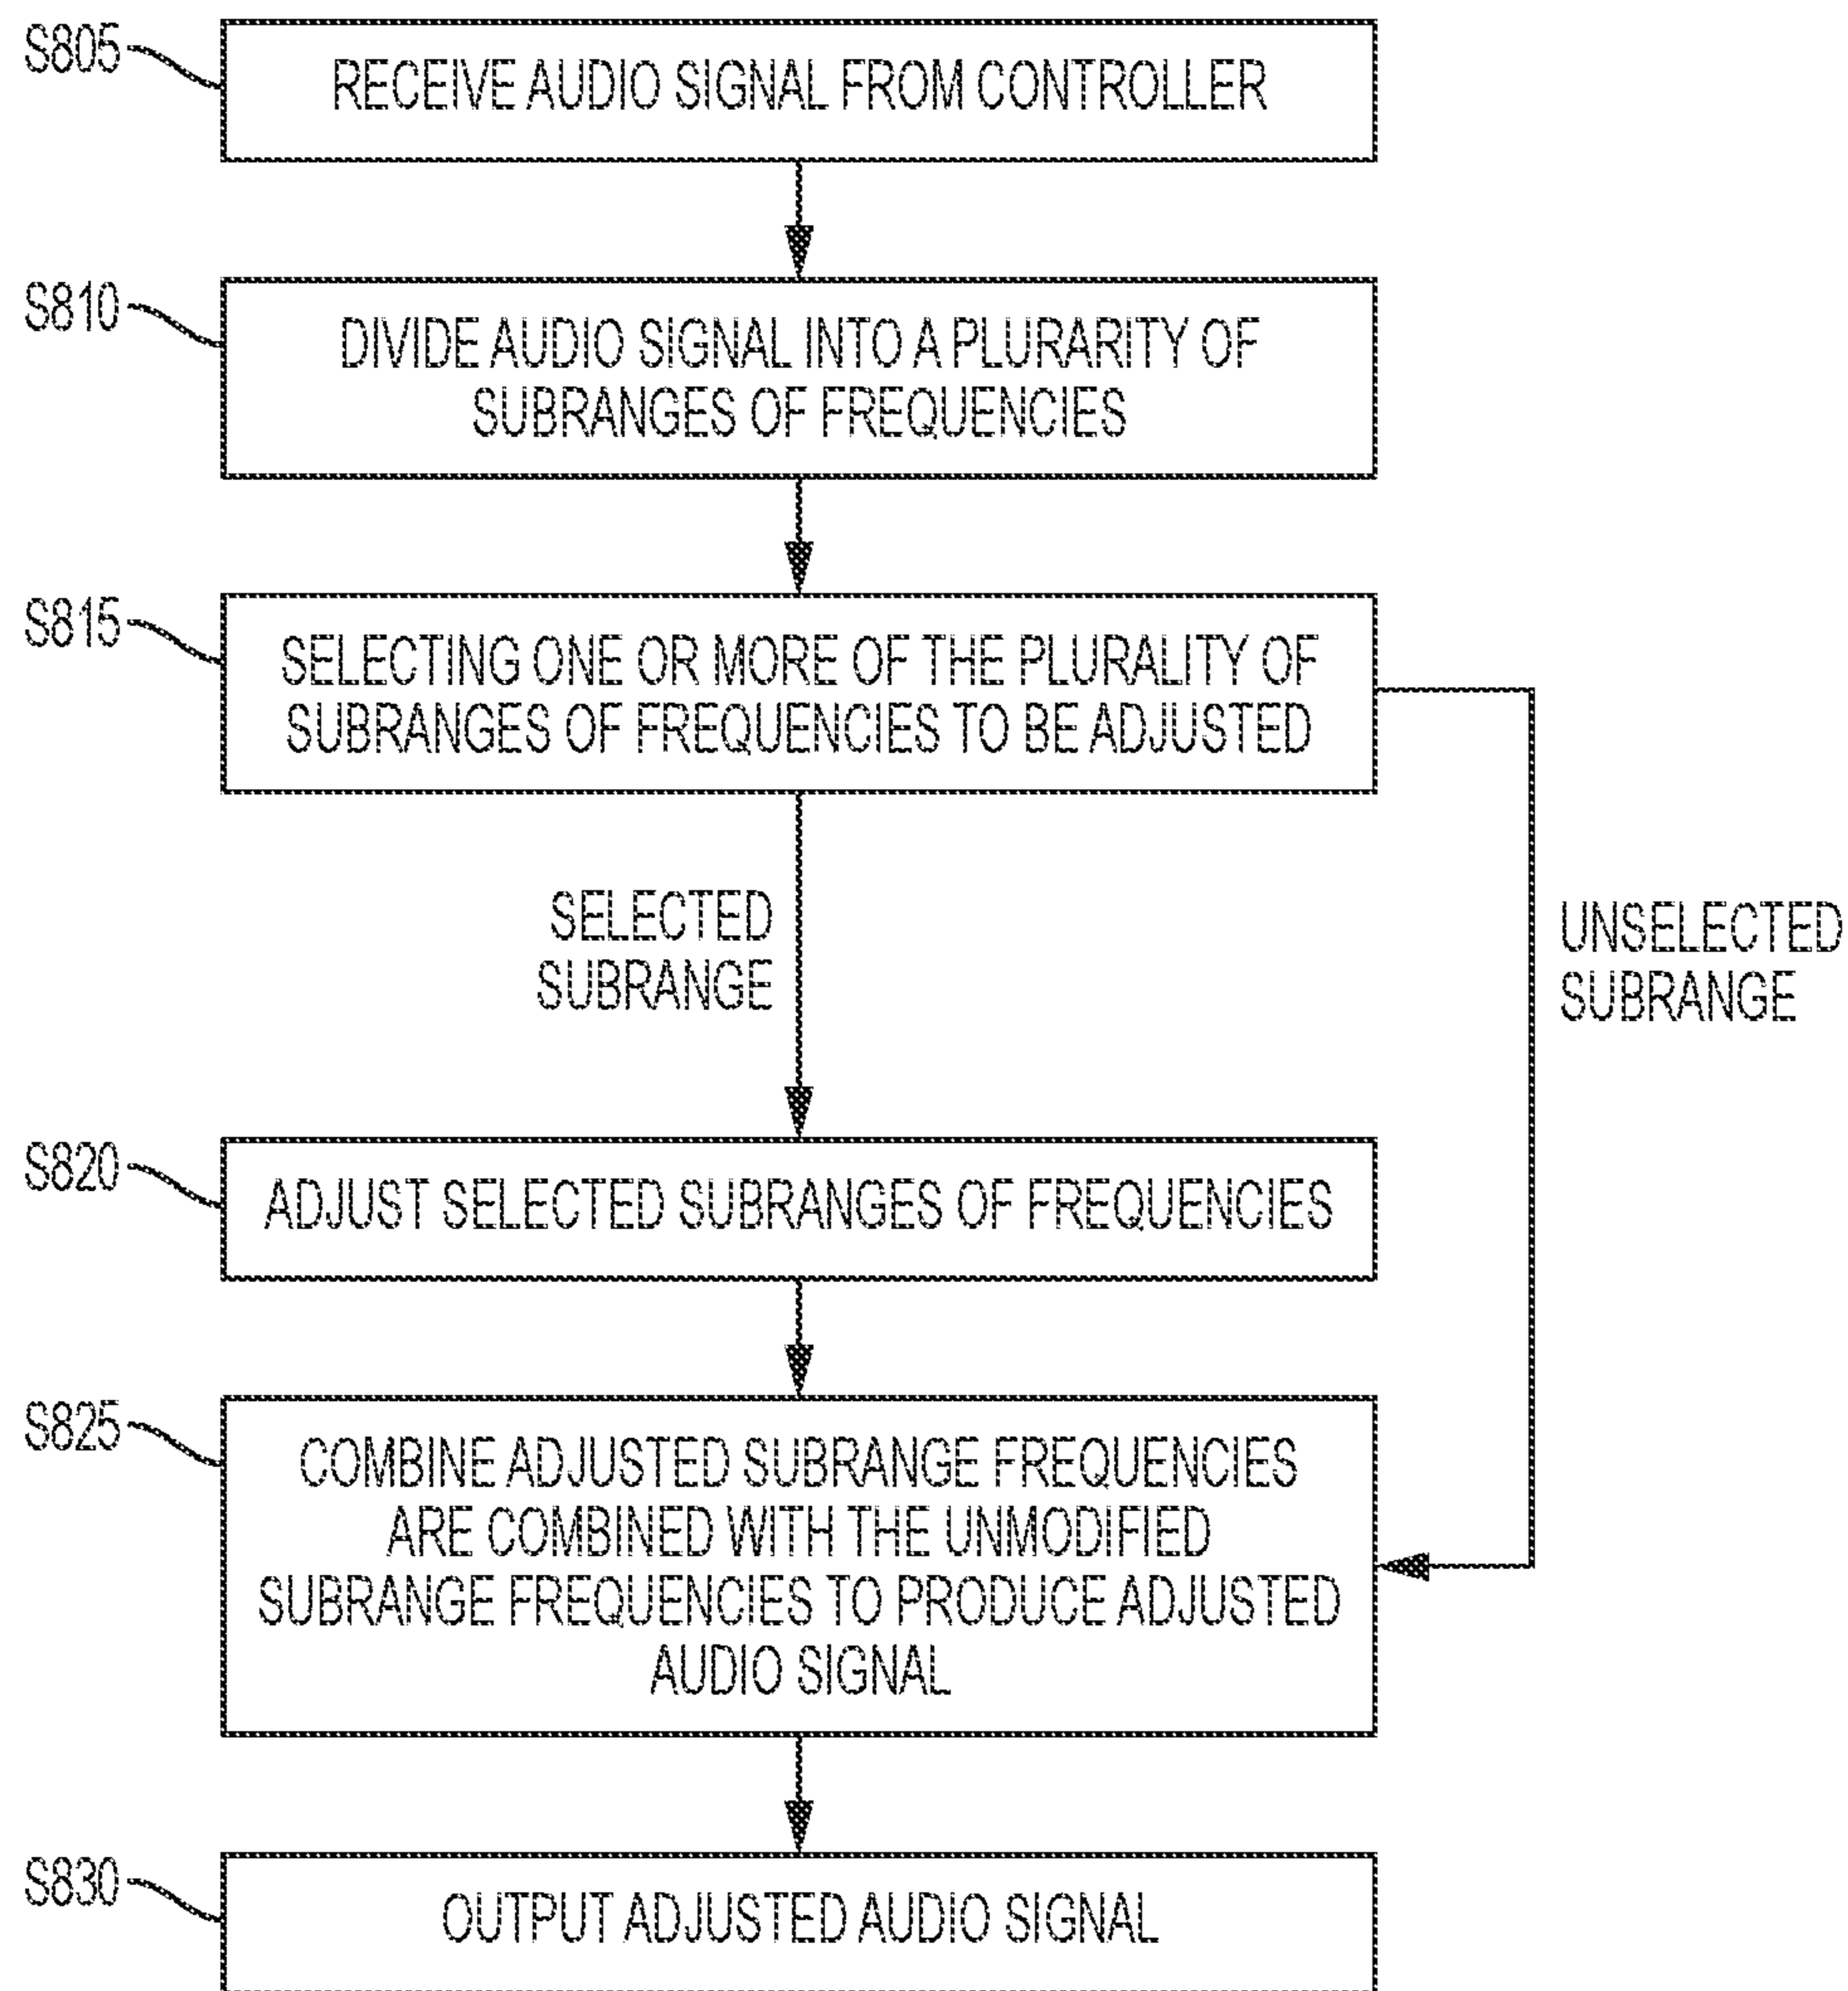 S805
RECEIVE AUDIO SIGNAL FROM CONTROLLER
S810
DIVIDE AUDIO SIGNAL INTO A PLURARITY OF
SUBRANGES OF FREQUENCIES
S815
SELECTING ONE OR MORE OF THE PLURALITY OF
SUBRANGES OF FREQUENCIES TO BE ADJUSTED
SELECTED
SUBRANGE
UNSELECTED
SUBRANGE
S820
ADJUST SELECTED SUBRANGES OF FREQUENCIES
S825
COMBINE ADJUSTED SUBRANGE FREQUENCIES
ARE COMBINED WITH THE UNMODIFIED
SUBRANGE FREQUENCIES TO PRODUCE ADJUSTED
AUDIO SIGNAL
S830
OUTPUT ADJUSTED AUDIO SIGNAL